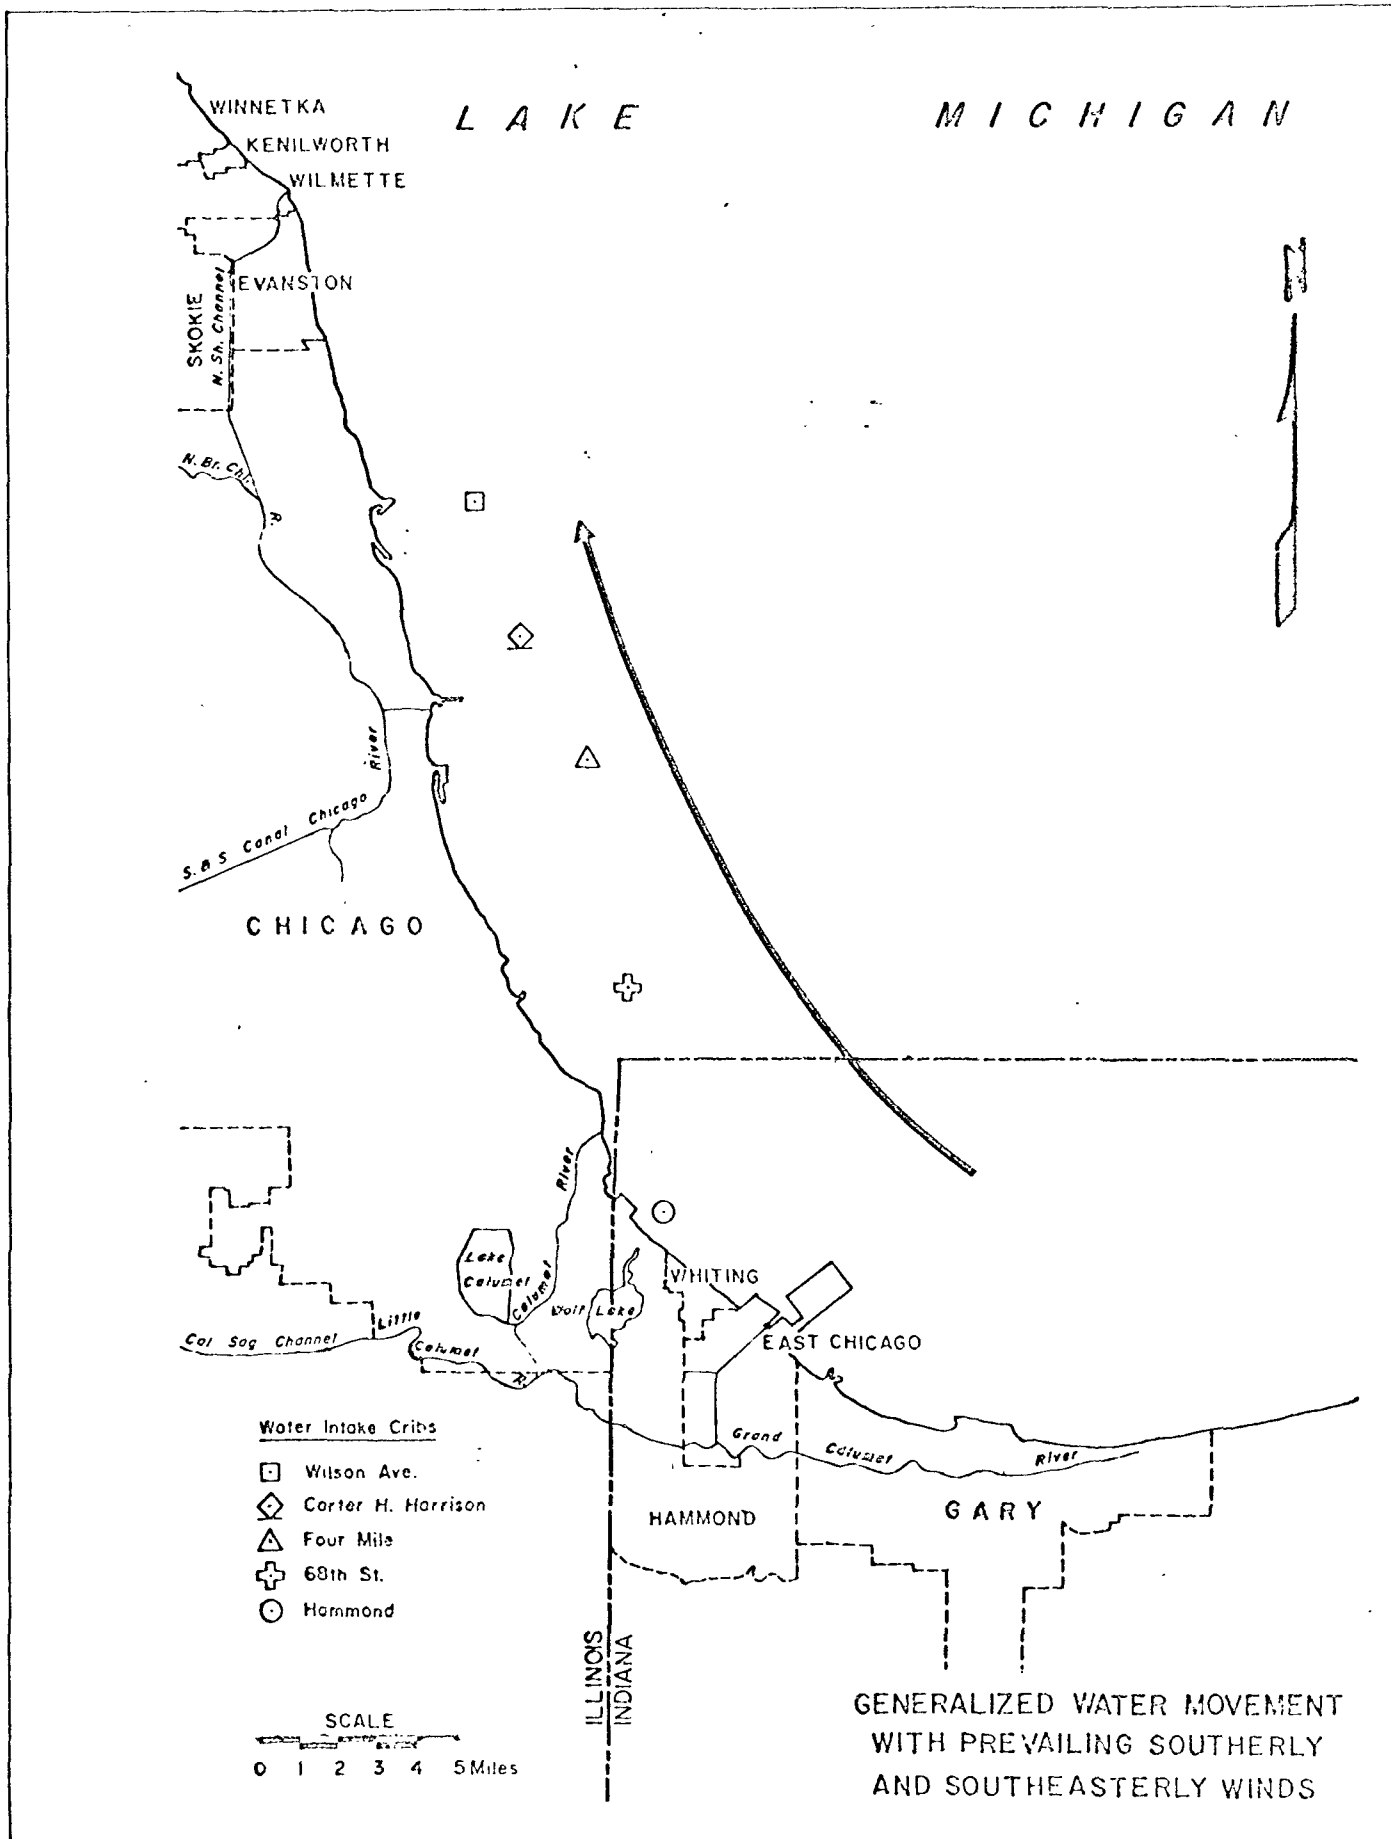 LAKE MICHIGAN
WINNETKA
KENILWORTH
WILMETTE
N
EVANSTON
SKOKIE
N. Sh. Channel
N. Br. Chi.
R.
River
S. & S Canal Chicago
CHICAGO
River
Calumet
Lake
Calumet
Wolf Lake
WHITING
EAST CHICAGO
Cal Sag Channel
Little
Calumet
R.
Grand Calumet River
HAMMOND
GARY
Water Intake Cribs
Wilson Ave.
Carter H. Harrison
Four Mile
68th St.
Hammond
ILLINOIS
INDIANA
SCALE
0 1 2 3 4 5 Miles
GENERALIZED WATER MOVEMENT
WITH PREVAILING SOUTHERLY
AND SOUTHEASTERLY WINDS